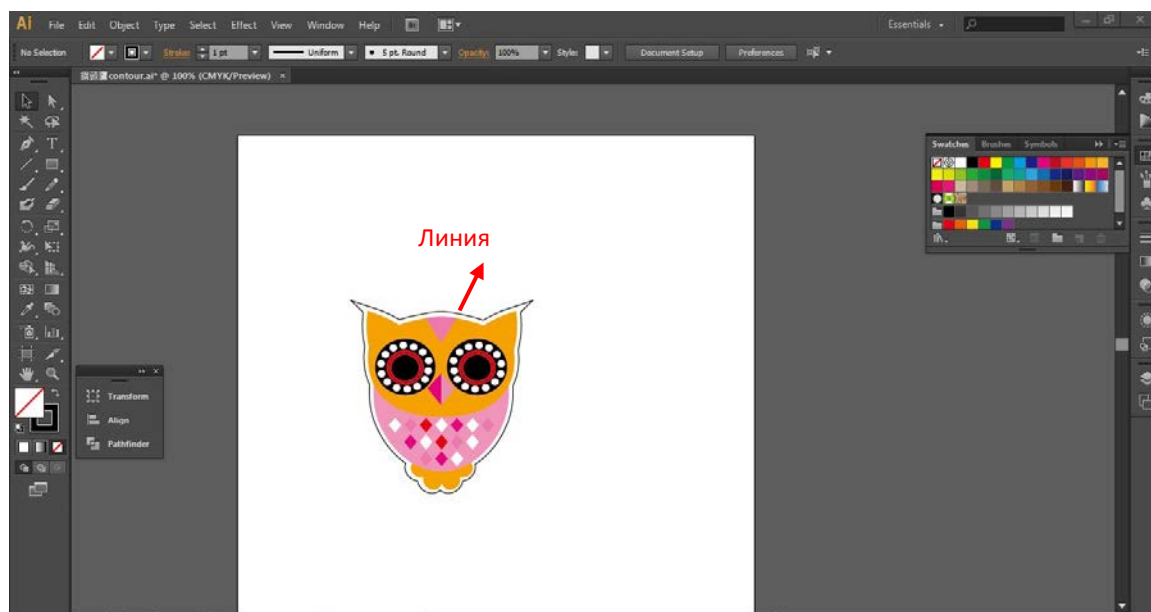 Ai File Edit Object Type Select Effect View Window Help Br Essentials
No Selection Stroke: 1 pt Uniform 5 pt. Round Opacity: 100% Style: Document Setup Preferences
contour.ai* @ 100% (CMYK/Preview) ×
Swatches Brushes Symbols
Линия
Transform
Align
Pathfinder